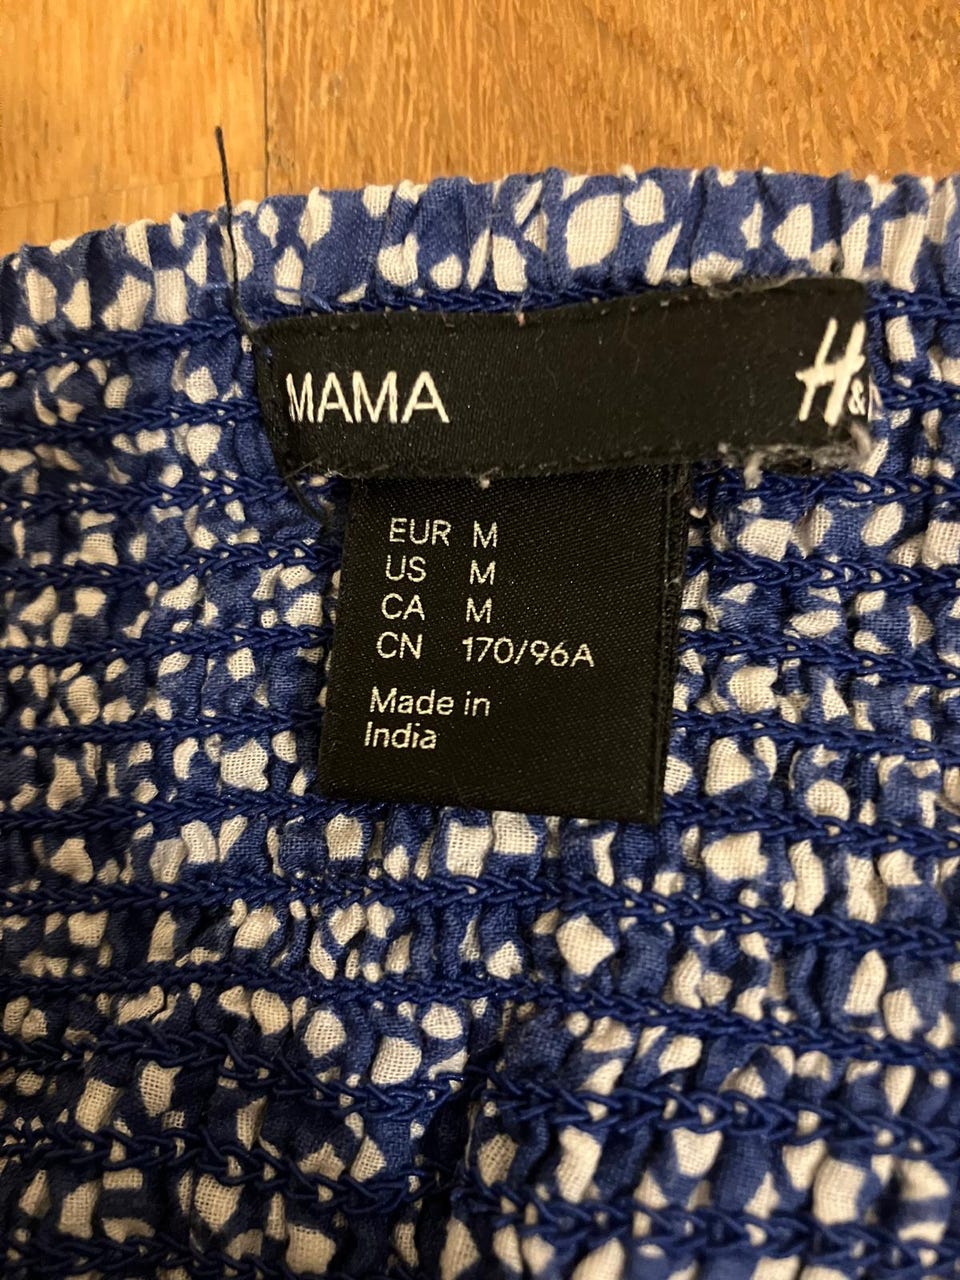 MAMA H&
EUR M
US M
CA M
CN 170/96A
Made in
India